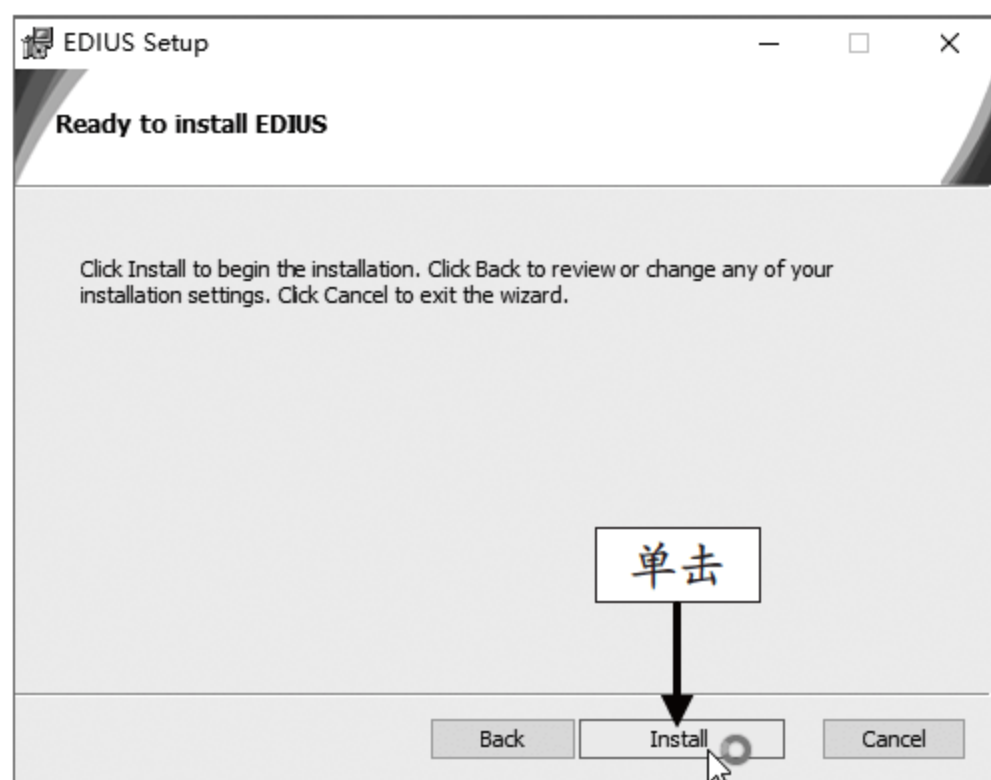 EDIUS Setup
Ready to install EDIUS
Click Install to begin the installation. Click Back to review or change any of your
installation settings. Click Cancel to exit the wizard.
单击
Back
Install
Cancel